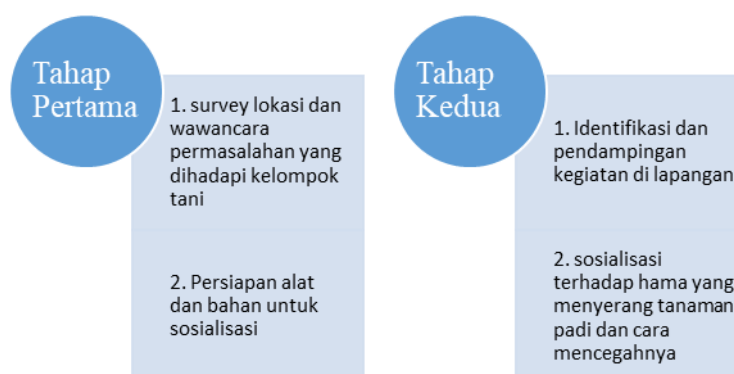 Tahap
Pertama
1. survey lokasi dan
wawancara
permasalahan yang
dihadapi kelompok
tani
2. Persiapan alat
dan bahan untuk
sosialisasi
Tahap
Kedua
1. Identifikasi dan
pendampingan
kegiatan di lapangan
2. sosialisasi
terhadap hama yang
menyerang tanaman
padi dan cara
mencegahnya